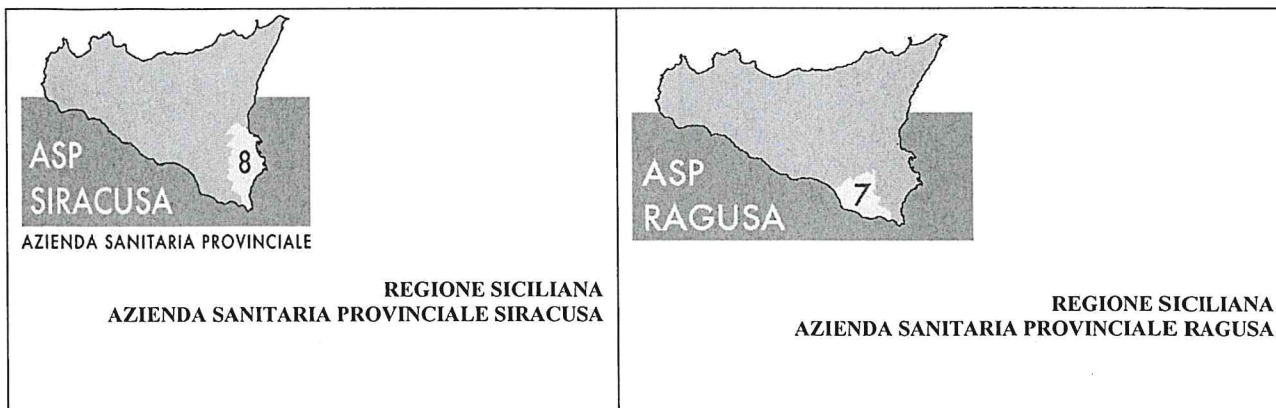 ASP
SIRACUSA
8
AZIENDA SANITARIA PROVINCIALE
REGIONE SICILIANA
AZIENDA SANITARIA PROVINCIALE SIRACUSA
ASP
RAGUSA
7
REGIONE SICILIANA
AZIENDA SANITARIA PROVINCIALE RAGUSA